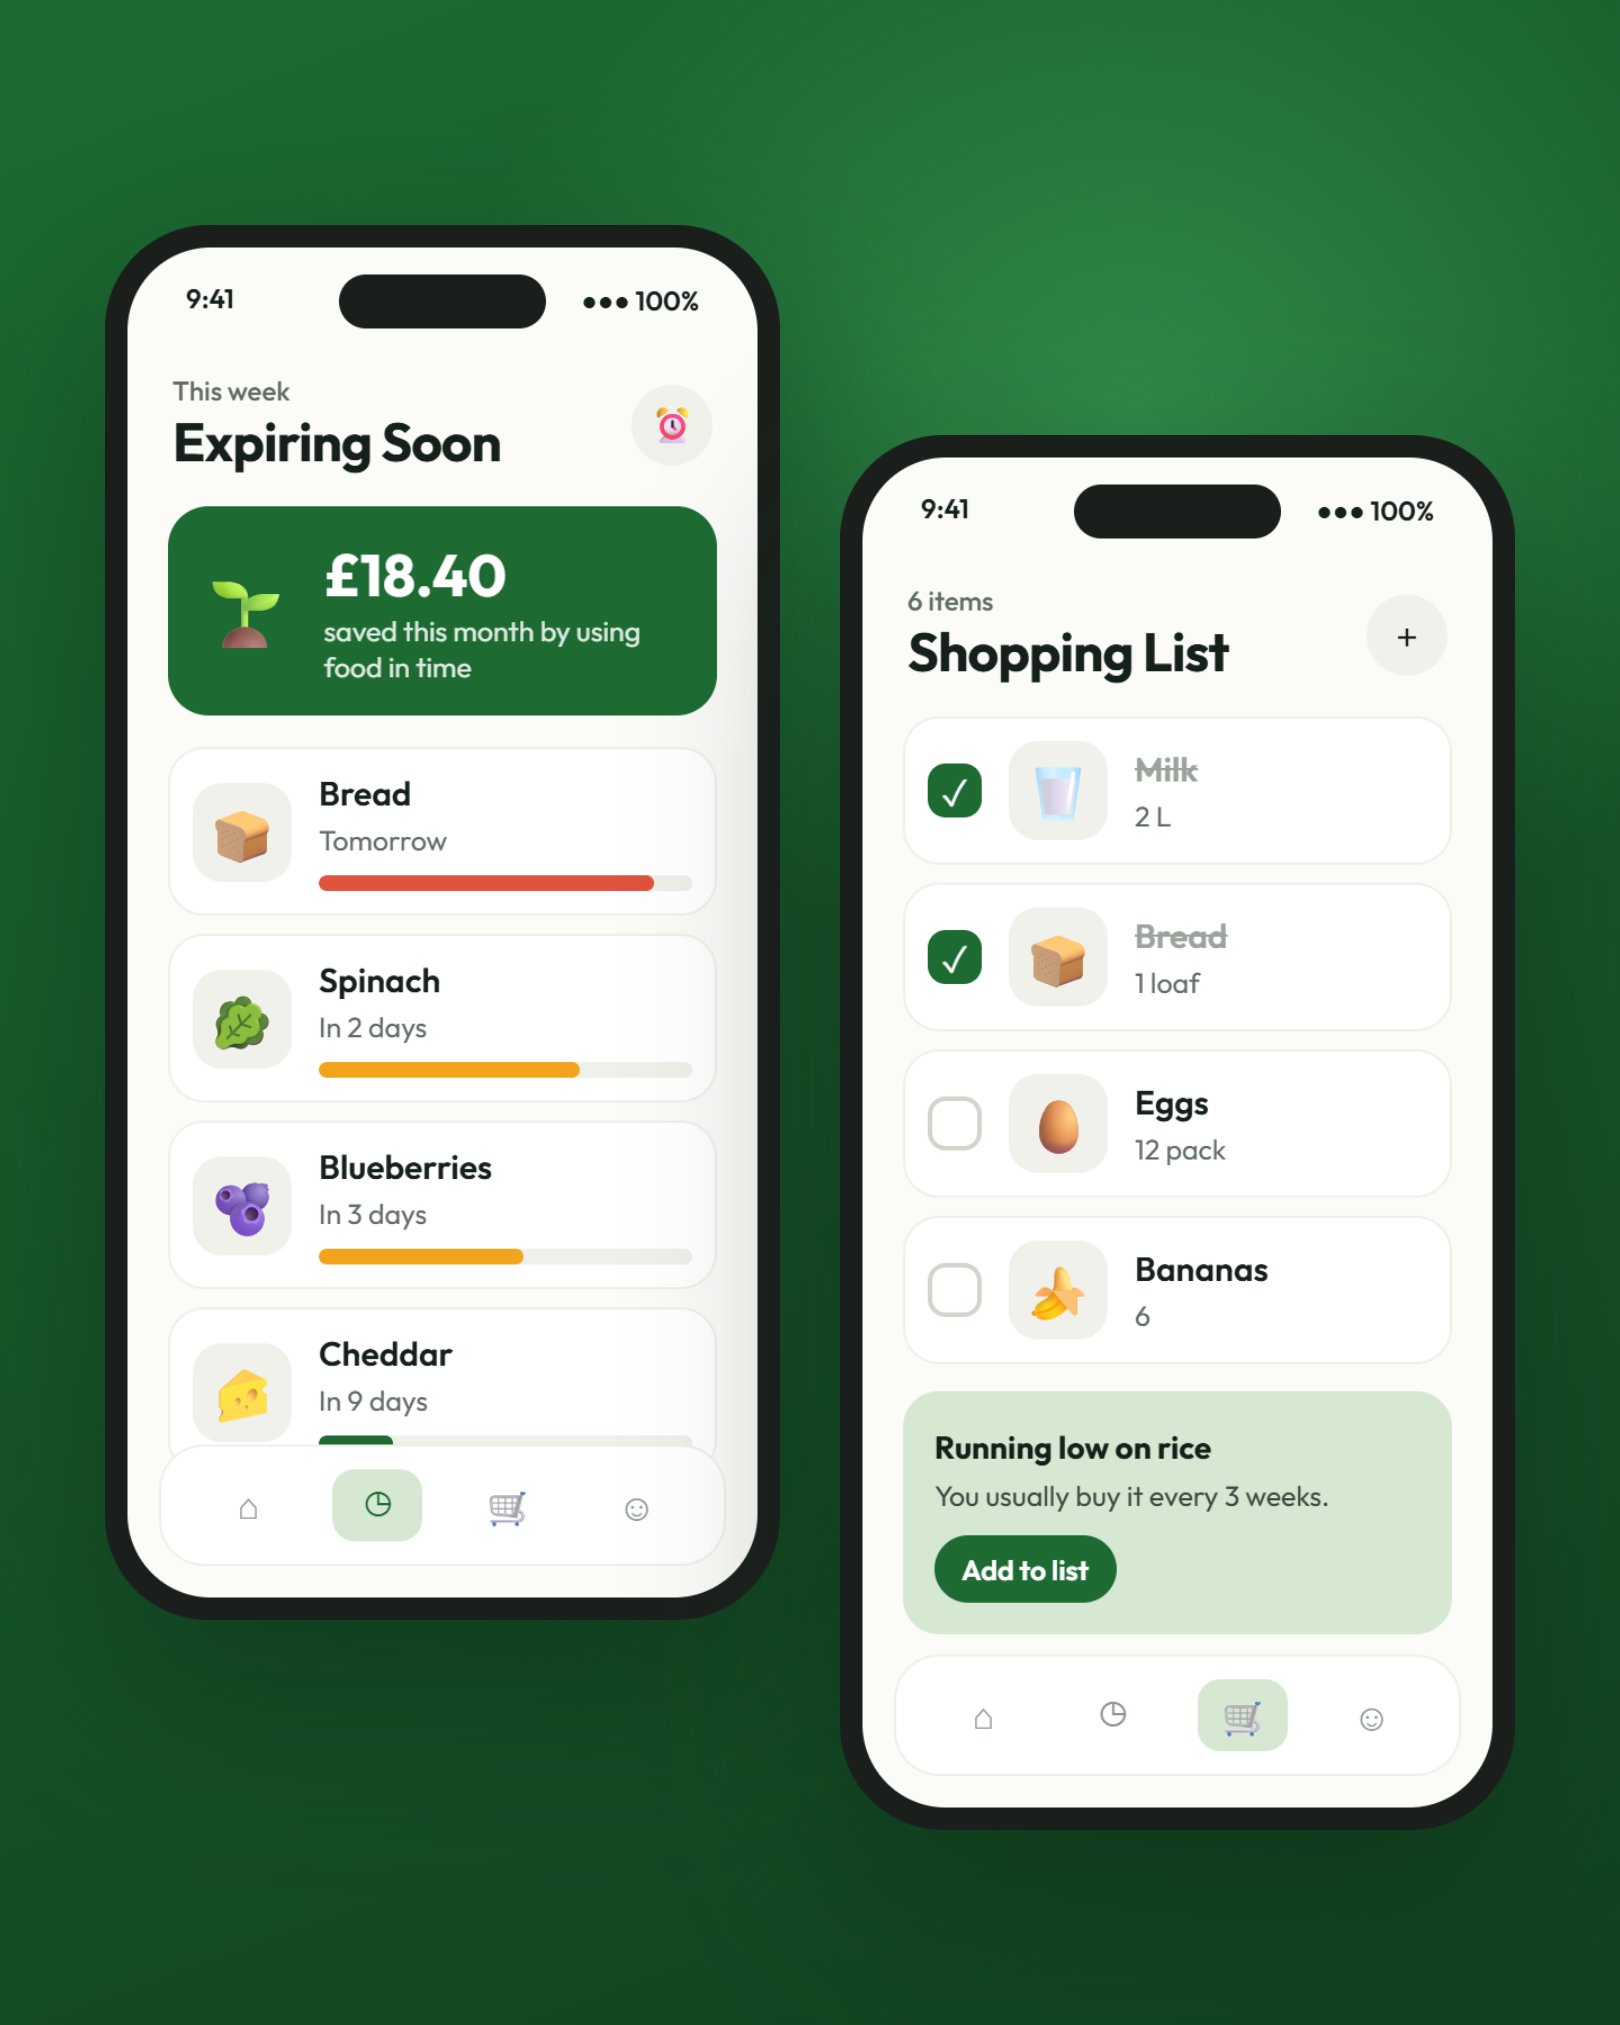 9:41
100%
This week
Expiring Soon
£18.40
saved this month by using
food in time
Bread
Tomorrow
Spinach
In 2 days
Blueberries
In 3 days
Cheddar
In 9 days
9:41
100%
6 items
Shopping List
+
Milk
2 L
Bread
1 loaf
Eggs
12 pack
Bananas
6
Running low on rice
You usually buy it every 3 weeks.
Add to list